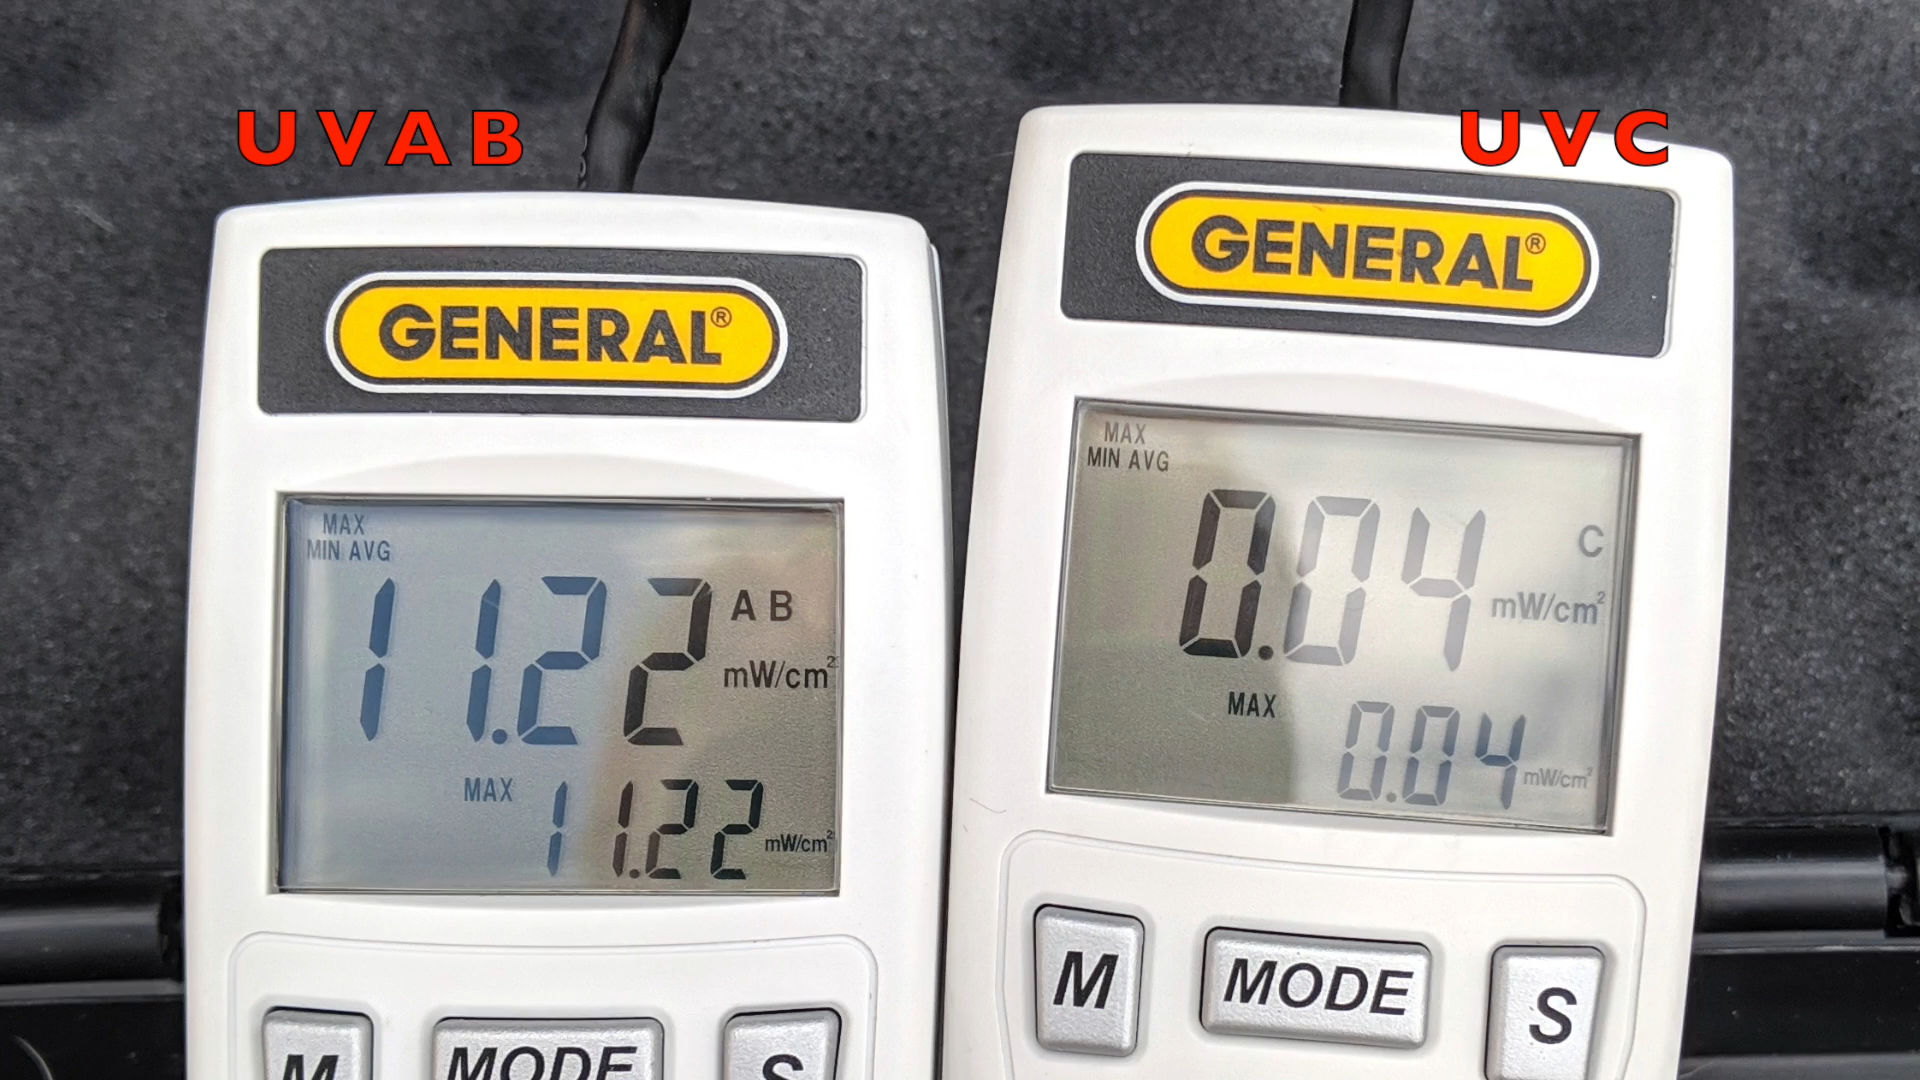 UVAB
UVC
GENERAL®
MAX
MIN AVG
11.22
A B
mW/cm²
MAX
11.22
mW/cm²
M
MODE
S
GENERAL®
MAX
MIN AVG
0.04
C
mW/cm²
MAX
0.04
mW/cm²
M
MODE
S